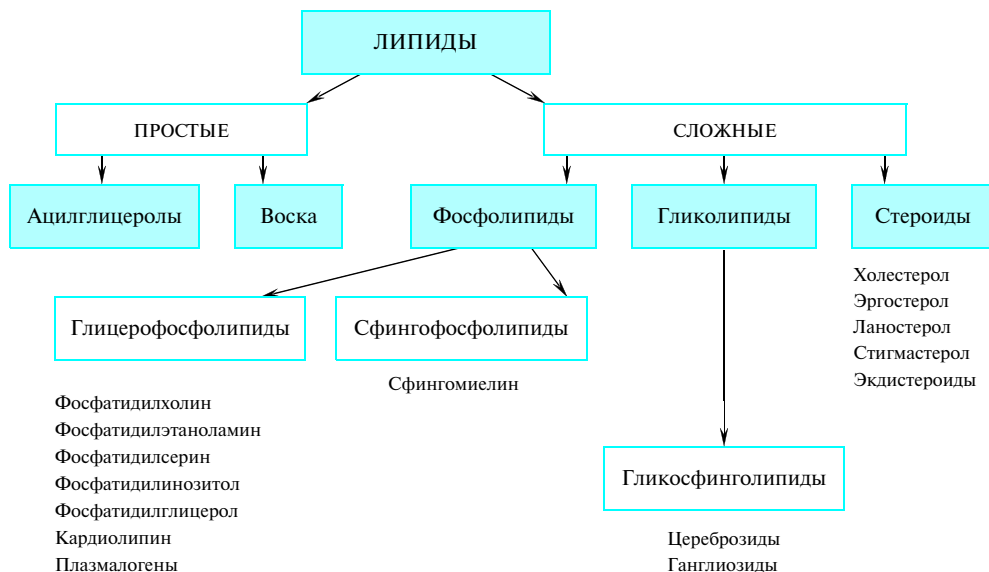 ЛИПИДЫ
ПРОСТЫЕ
СЛОЖНЫЕ
Ацилглицеролы
Воска
Фосфолипиды
Гликолипиды
Стероиды
Холестерол
Эргостерол
Ланостерол
Стигмастерол
Экдистероиды
Глицерофосфолипиды
Сфингофосфолипиды
Сфингомиелин
Фосфатидилхолин
Фосфатидилэтаноламин
Фосфатидилсерин
Фосфатидилинозитол
Фосфатидилглицерол
Кардиолипин
Плазмалогены
Гликосфинголипиды
Цереброзиды
Ганглиозиды